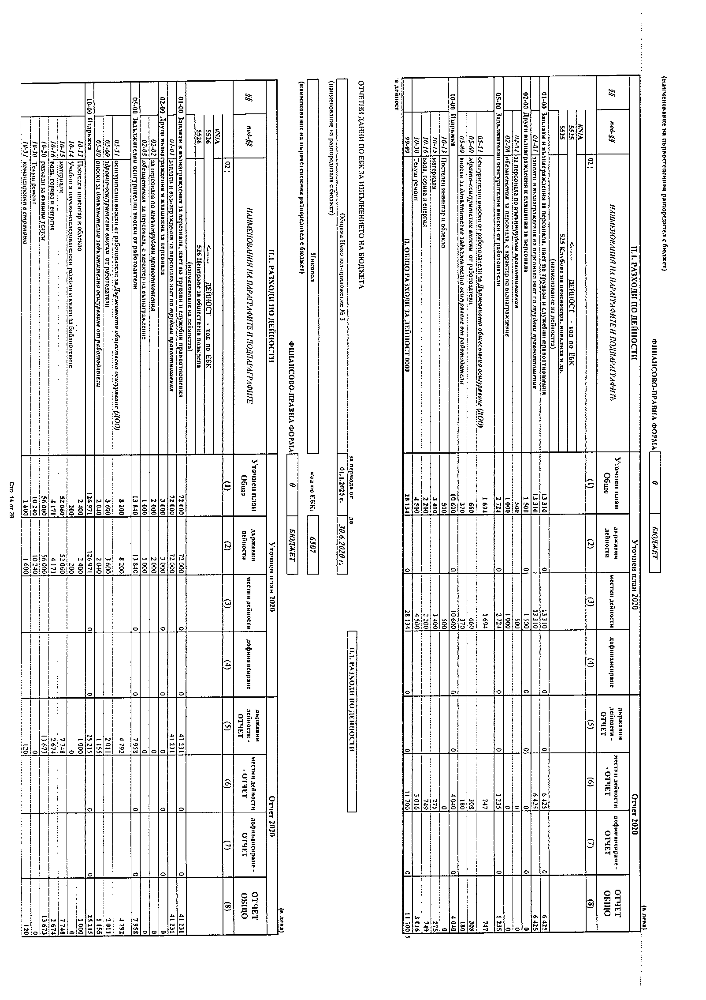 (наименование на първостепенния разпоредител с бюджет)
ФИНАНСОВО-ПРАВНА ФОРМА 0 БЮДЖЕТ
(в лева)
II.1. РАЗХОДИ ПО ДЕЙНОСТИ Уточнен план 2020 Отчет 2020
§§ под-§§ НАИМЕНОВАНИЯ НА ПАРАГРАФИТЕ И ПОДПАРАГРАФИТЕ Уточнен план Общо държавни дейности местни дейности дофинансиране държавни дейности - ОТЧЕТ местни дейности - ОТЧЕТ дофинансиране - ОТЧЕТ ОТЧЕТ ОБЩО
(1) (2) (3) (4) (5) (6) (7) (8)
#N/A
5525 <------ ДЕЙНОСТ - код по ЕБК
5525 525 Клубове на пенсионера, инвалида и др.
(наименование на дейността)
01-00 Заплати и възнаграждения за персонала, нает по трудови и служебни правоотношения 13 310 0 13 310 0 0 6 425 0 6 425
01-01 заплати и възнаграждения на персонала нает по трудови правоотношения 13 310 13 310 6 425 6 425
02-00 Други възнаграждения и плащания за персонала 1 500 0 1 500 0 0 0 0 0
02-02 за персонала по извънтрудови правоотношения 500 500 0 0
02-08 обезщетения за персонала, с характер на възнаграждение 1 000 1 000 0 0
05-00 Задължителни осигурителни вноски от работодатели 2 724 0 2 724 0 0 1 235 0 1 235
05-51 осигурителни вноски от работодатели за Държавното обществено осигуряване (ДОО) 1 694 1 694 747 747
05-60 здравно-осигурителни вноски от работодатели 660 660 308 308
05-80 вноски за допълнително задължително осигуряване от работодатели 370 370 180 180
10-00 Издръжка 10 600 0 10 600 0 0 4 040 0 4 040
10-13 Постелен инвентар и облекло 500 500 0 0
10-15 материали 3 400 3 400 275 275
10-16 вода, горива и енергия 2 200 2 200 749 749
10-30 Текущ ремонт 4 500 4 500 3 016 3 016
99-99 II. ОБЩО РАЗХОДИ ЗА ДЕЙНОСТ 0000 28 134 0 28 134 0 0 11 700 0 11 700 5
а дейност
ОТЧЕТНИ ДАННИ ПО ЕБК ЗА ИЗПЪЛНЕНИЕТО НА БЮДЖЕТА
за периода от до II.1. РАЗХОДИ ПО ДЕЙНОСТИ
Община Никопол-приложение № 3 01.1.2020 г. 30.6.2020 г.
(наименование на разпоредителя с бюджет)
Никопол код по ЕБК: 6507
(наименование на първостепенния разпоредител с бюджет)
ФИНАНСОВО-ПРАВНА ФОРМА 0 БЮДЖЕТ
(в лева)
II.1. РАЗХОДИ ПО ДЕЙНОСТИ Уточнен план 2020 Отчет 2020
§§ под-§§ НАИМЕНОВАНИЯ НА ПАРАГРАФИТЕ И ПОДПАРАГРАФИТЕ Уточнен план Общо държавни дейности местни дейности дофинансиране държавни дейности - ОТЧЕТ местни дейности - ОТЧЕТ дофинансиране - ОТЧЕТ ОТЧЕТ ОБЩО
(1) (2) (3) (4) (5) (6) (7) (8)
#N/A
5526 <------ ДЕЙНОСТ - код по ЕБК
5526 526 Центрове за обществена подкрепа
(наименование на дейността)
01-00 Заплати и възнаграждения за персонала, нает по трудови и служебни правоотношения 72 000 72 000 0 0 41 231 0 0 41 231
01-01 заплати и възнаграждения на персонала нает по трудови правоотношения 72 000 72 000 41 231 41 231
02-00 Други възнаграждения и плащания за персонала 3 000 3 000 0 0 0 0 0 0
02-02 за персонала по извънтрудови правоотношения 2 000 2 000 0 0
02-08 обезщетения за персонала, с характер на възнаграждение 1 000 1 000 0 0
05-00 Задължителни осигурителни вноски от работодатели 13 840 13 840 0 0 7 958 0 0 7 958
05-51 осигурителни вноски от работодатели за Държавното обществено осигуряване (ДОО) 8 200 8 200 4 792 4 792
05-60 здравно-осигурителни вноски от работодатели 3 600 3 600 2 011 2 011
05-80 вноски за допълнително задължително осигуряване от работодатели 2 040 2 040 1 155 1 155
10-00 Издръжка 126 971 126 971 0 0 25 215 0 0 25 215
10-13 Постелен инвентар и облекло 2 400 2 400 1 000 1 000
10-14 Учебни и научно-изследователски разходи и книги за библиотеките 200 200 0 0
10-15 материали 52 060 52 060 7 748 7 748
10-16 вода, горива и енергия 4 171 4 171 2 674 2 674
10-20 разходи за външни услуги 56 000 56 000 13 673 13 673
10-30 Текущ ремонт 10 240 10 240 0 0
10-51 командировки в страната 1 600 1 600 120 120
Стр. 14 от 28